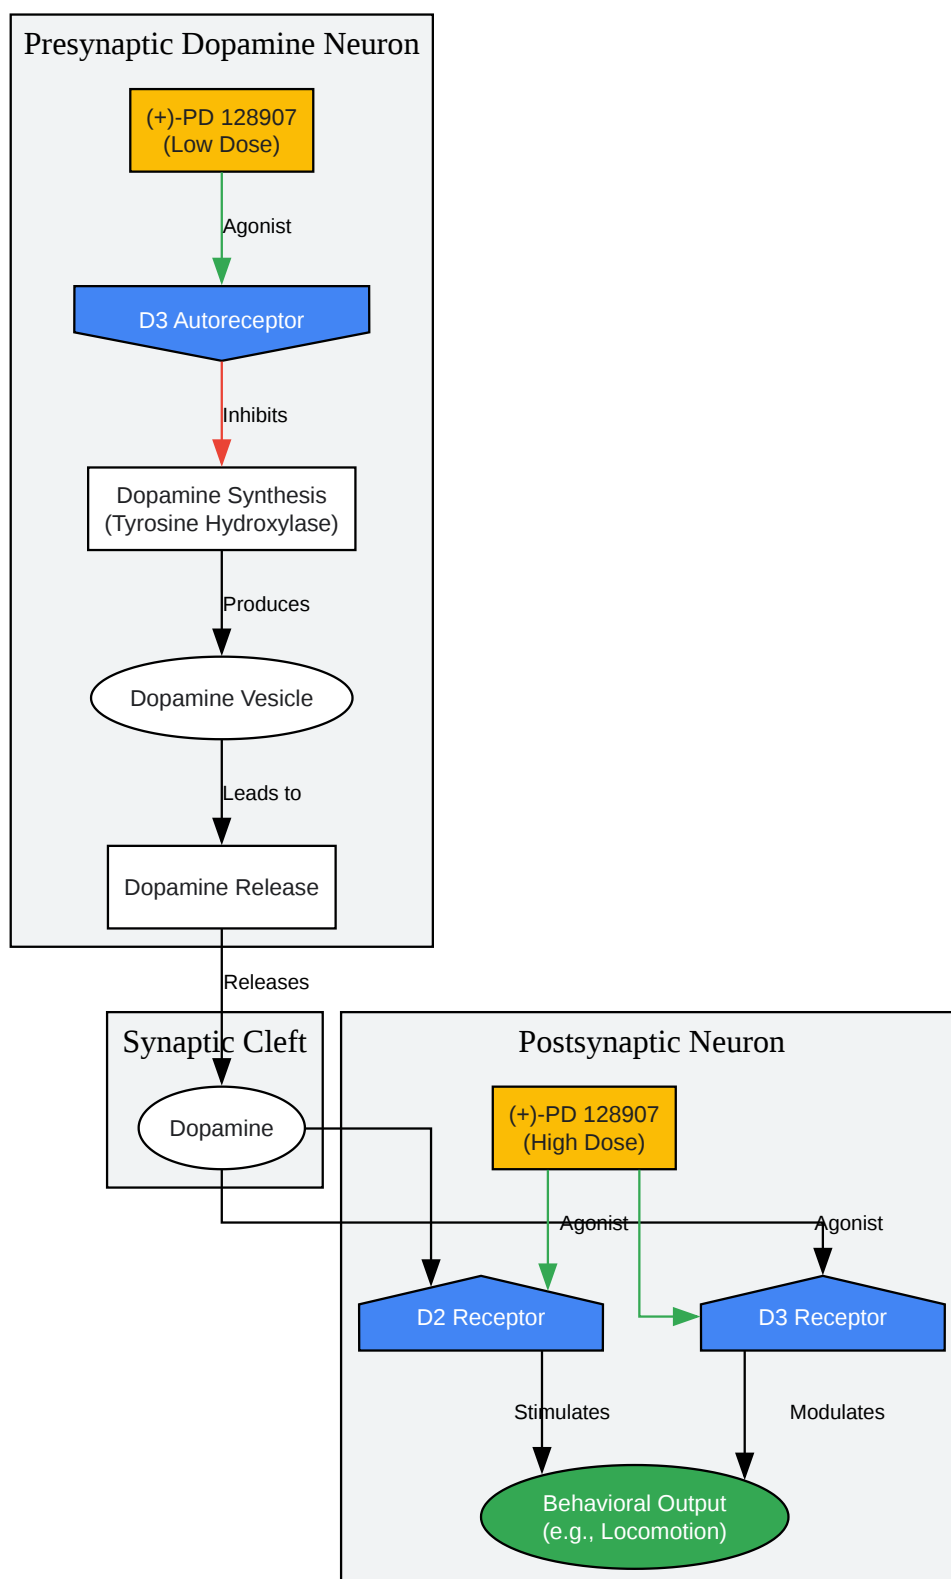 Presynaptic Dopamine Neuron
(+)-PD 128907
(Low Dose)
Agonist
D3 Autoreceptor
Inhibits
Dopamine Synthesis
(Tyrosine Hydroxylase)
Produces
Dopamine Vesicle
Leads to
Dopamine Release
Releases
Synaptic Cleft
Dopamine
Postsynaptic Neuron
(+)-PD 128907
(High Dose)
Agonist
Agonist
D2 Receptor
D3 Receptor
Stimulates
Modulates
Behavioral Output
(e.g., Locomotion)